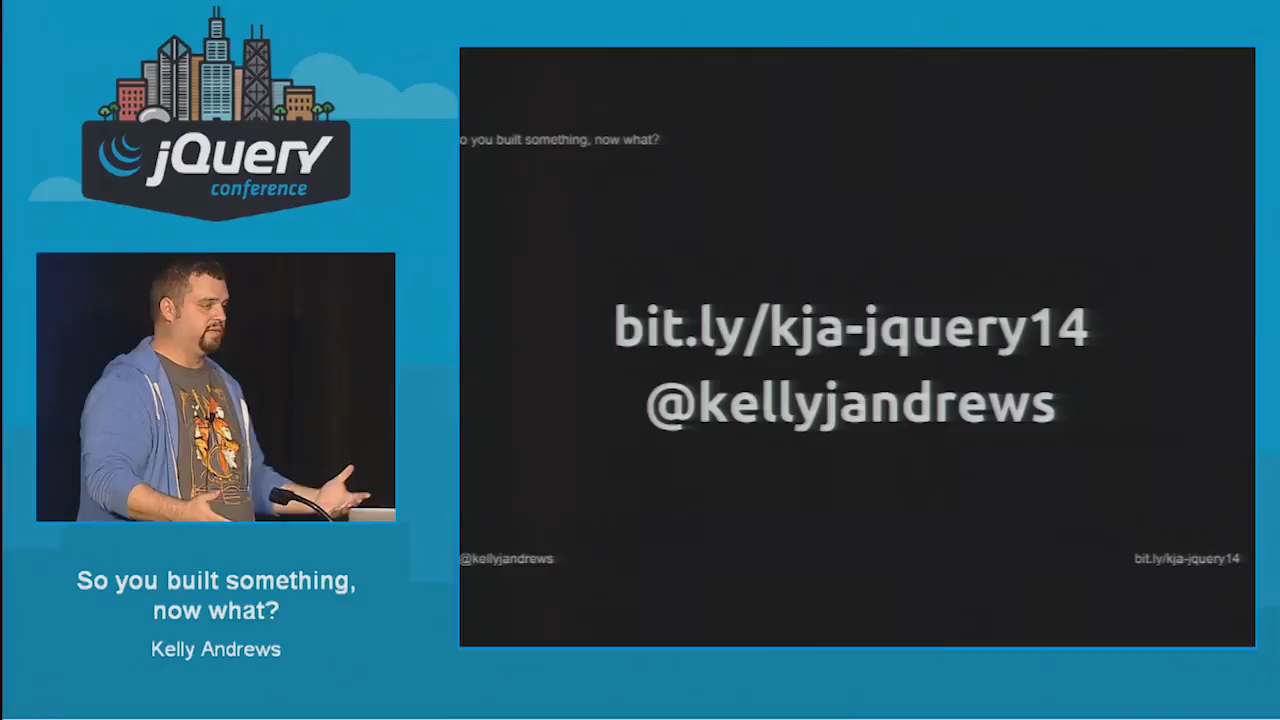 jQuery
conference
So you built something,
now what?
Kelly Andrews
o you built something, now what?
bit.ly/kja-jquery14
@kellyjandrews
@kellyjandrews
bit.ly/kja-jquery14